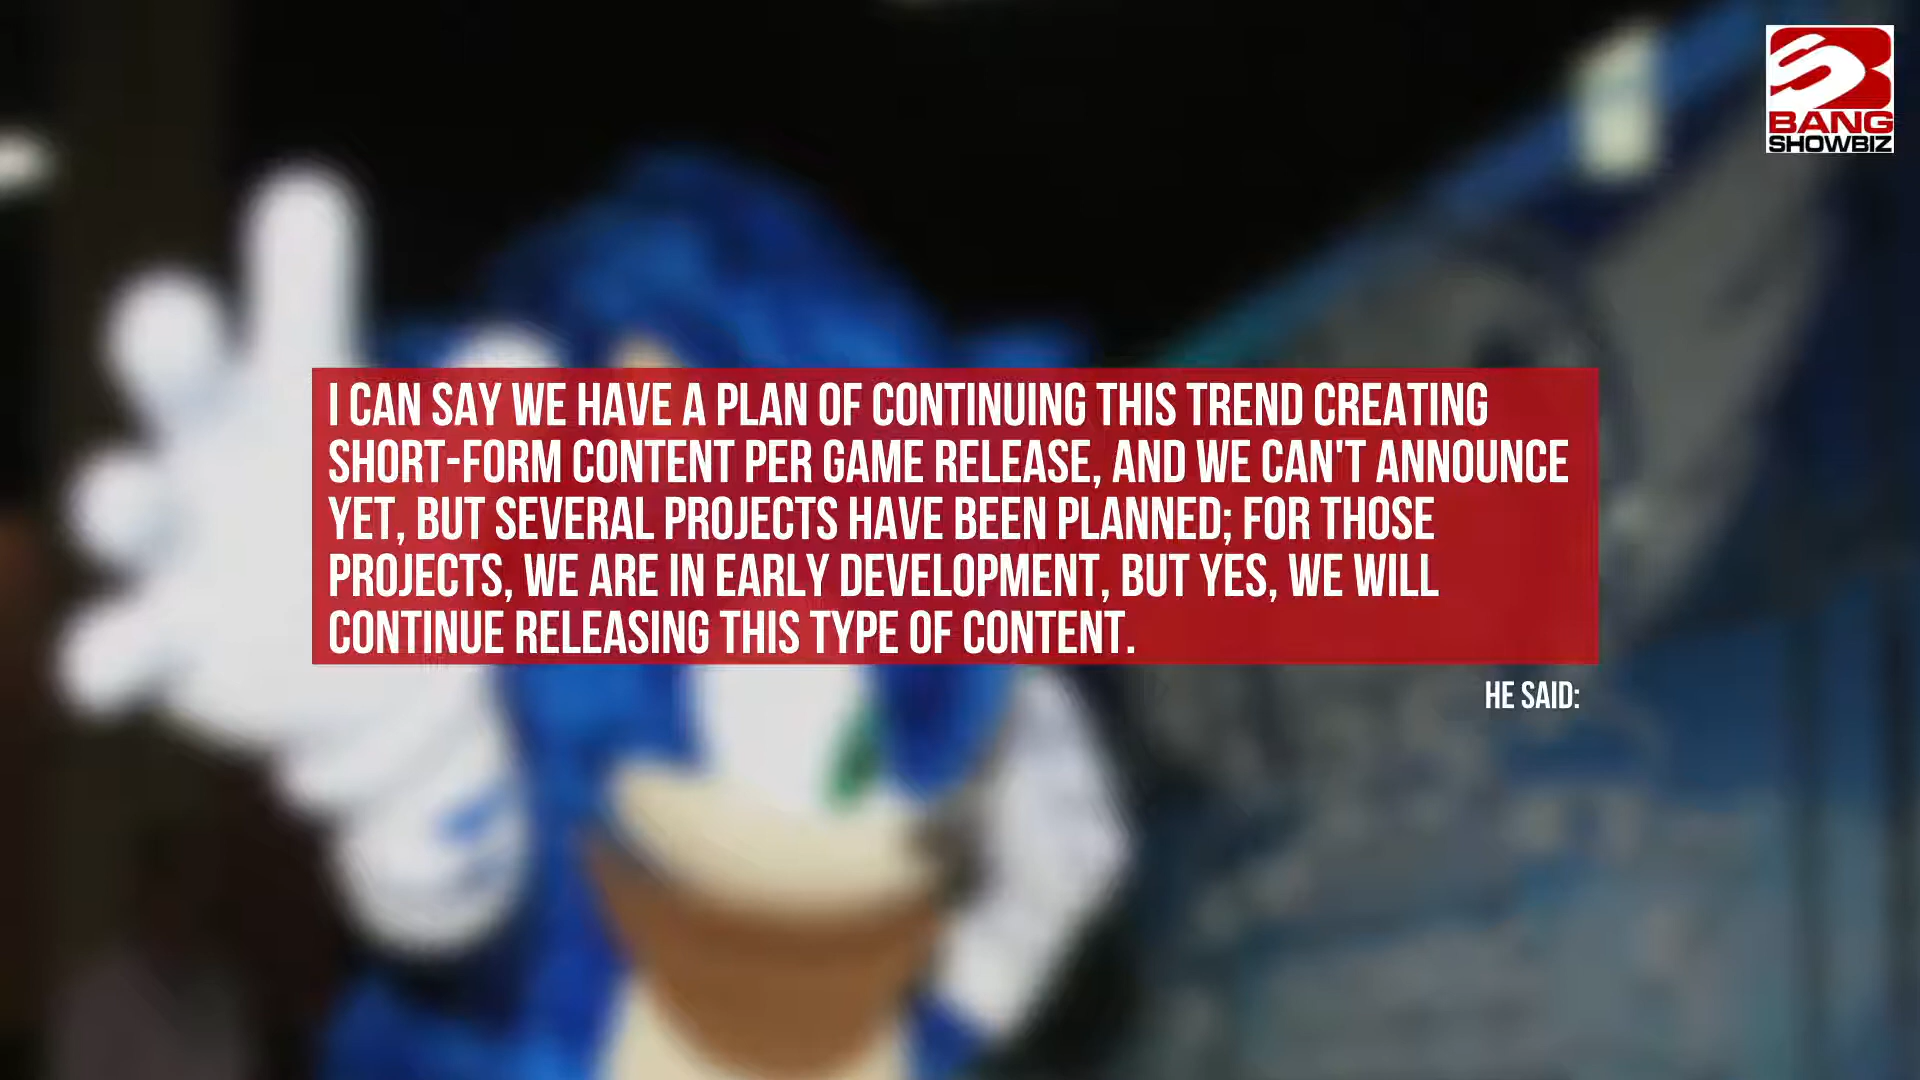 BANG
SHOWBIZ
I CAN SAY WE HAVE A PLAN OF CONTINUING THIS TREND CREATING
SHORT-FORM CONTENT PER GAME RELEASE, AND WE CAN'T ANNOUNCE
YET, BUT SEVERAL PROJECTS HAVE BEEN PLANNED; FOR THOSE
PROJECTS, WE ARE IN EARLY DEVELOPMENT, BUT YES, WE WILL
CONTINUE RELEASING THIS TYPE OF CONTENT.
HE SAID: